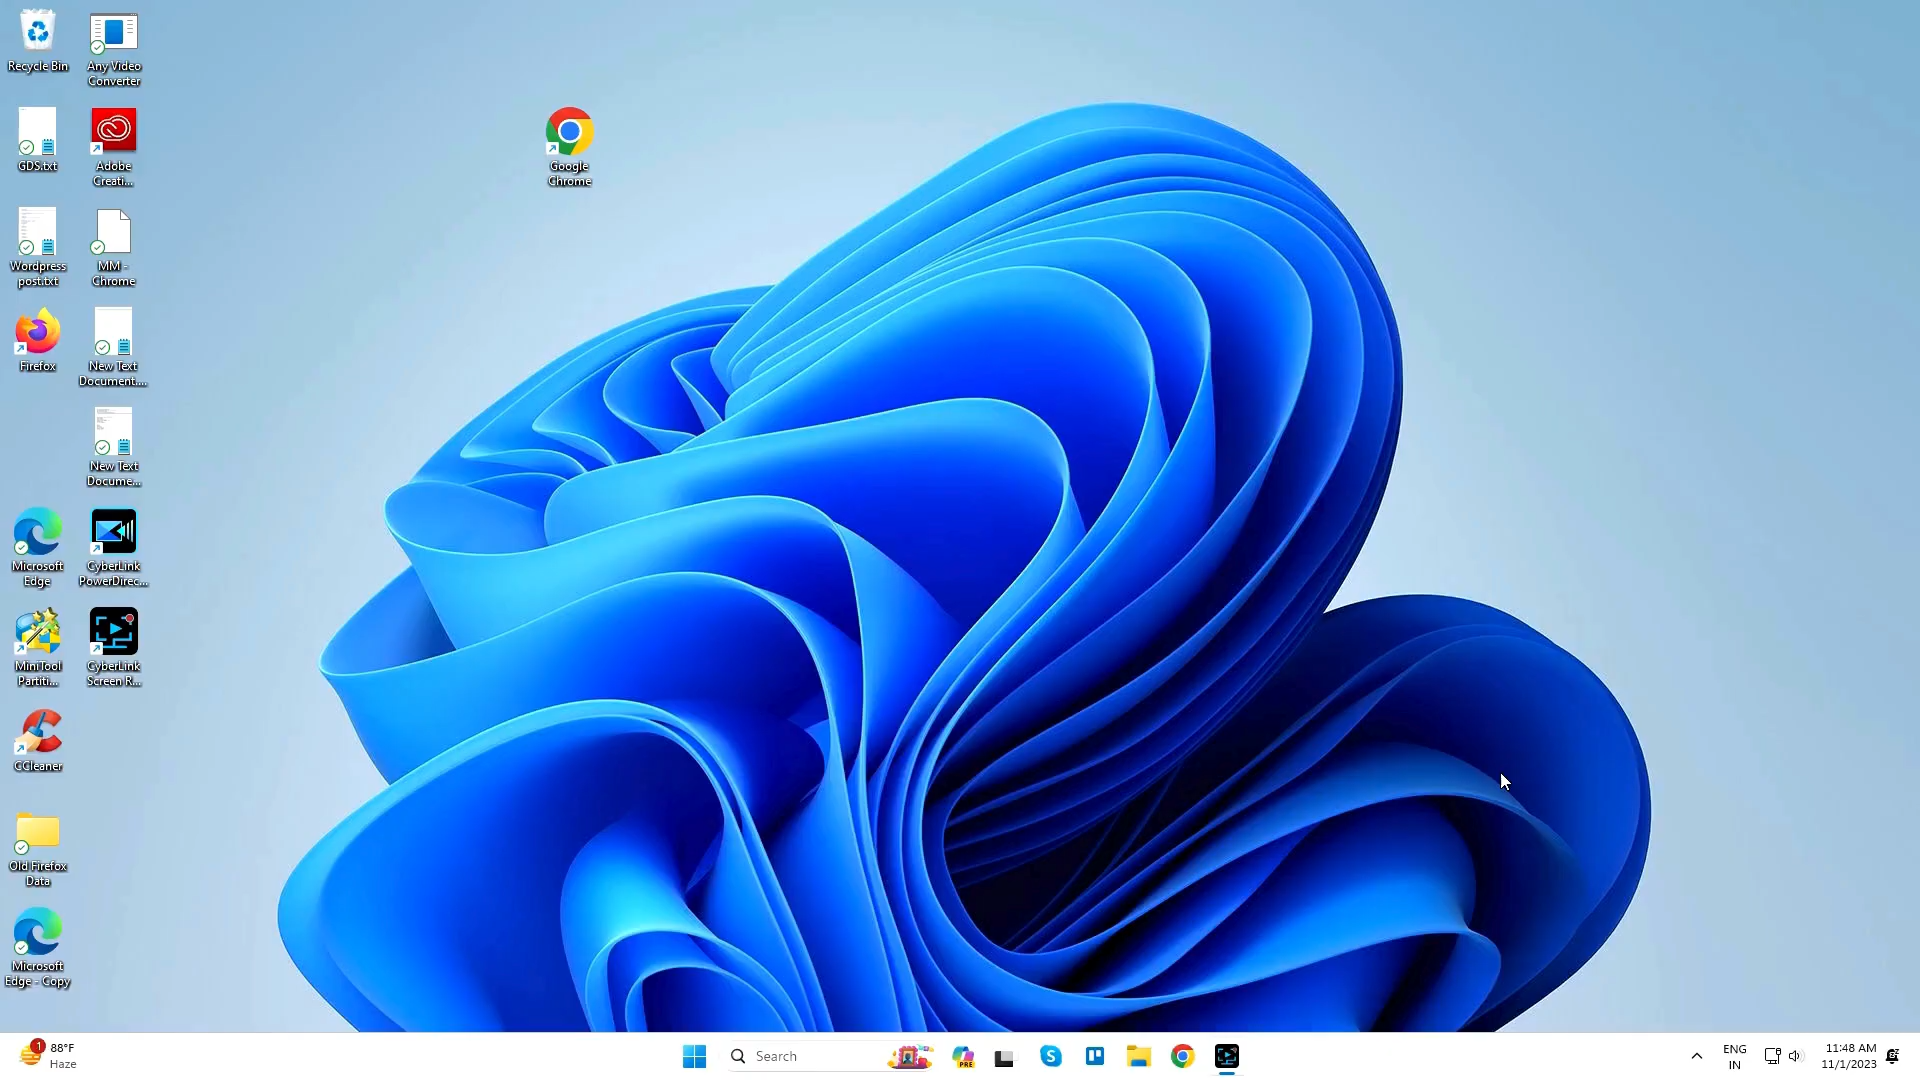 Recycle Bin
Any Video
Converter
GDS.txt
Adobe
Creati...
Google
Chrome
Wordpress
post.txt
MM -
Chrome
Firefox
New Text
Document....
New Text
Docume...
Microsoft
Edge
CyberLink
PowerDirec...
MiniTool
Partiti...
CyberLink
Screen R...
CCleaner
Old Firefox
Data
Microsoft
Edge - Copy
1
88°F
Haze
Search
PRE
ENG
IN
11:48 AM
11/1/2023